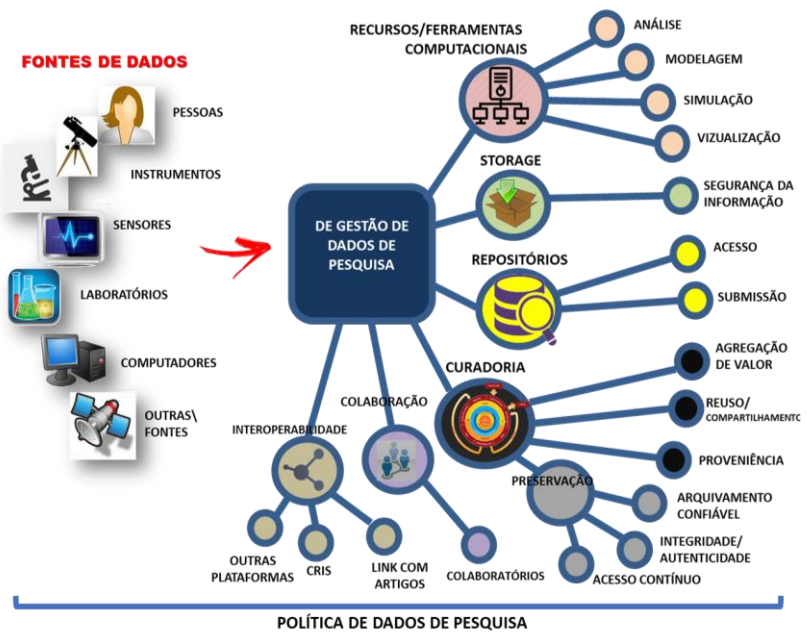 FONTES DE DADOS
PESSOAS
INSTRUMENTOS
SENSORES
LABORATÓRIOS
COMPUTADORES
OUTRAS\
FONTES
DE GESTÃO DE
DADOS DE
PESQUISA
RECURSOS/FERRAMENTAS
COMPUTACIONAIS
ANÁLISE
MODELAGEM
SIMULAÇÃO
VIZUALIZAÇÃO
STORAGE
SEGURANÇA DA
INFORMAÇÃO
REPOSITÓRIOS
ACESSO
SUBMISSÃO
CURADORIA
AGREGAÇÃO
DE VALOR
REUSO/
COMPARTILHAMENTO
PROVENIÊNCIA
PRESERVAÇÃO
ARQUIVAMENTO
CONFIÁVEL
INTEGRIDADE/
AUTENTICIDADE
ACESSO CONTÍNUO
COLABORAÇÃO
COLABORATÓRIOS
INTEROPERABILIDADE
OUTRAS
PLATAFORMAS
CRIS
LINK COM
ARTIGOS
POLÍTICA DE DADOS DE PESQUISA